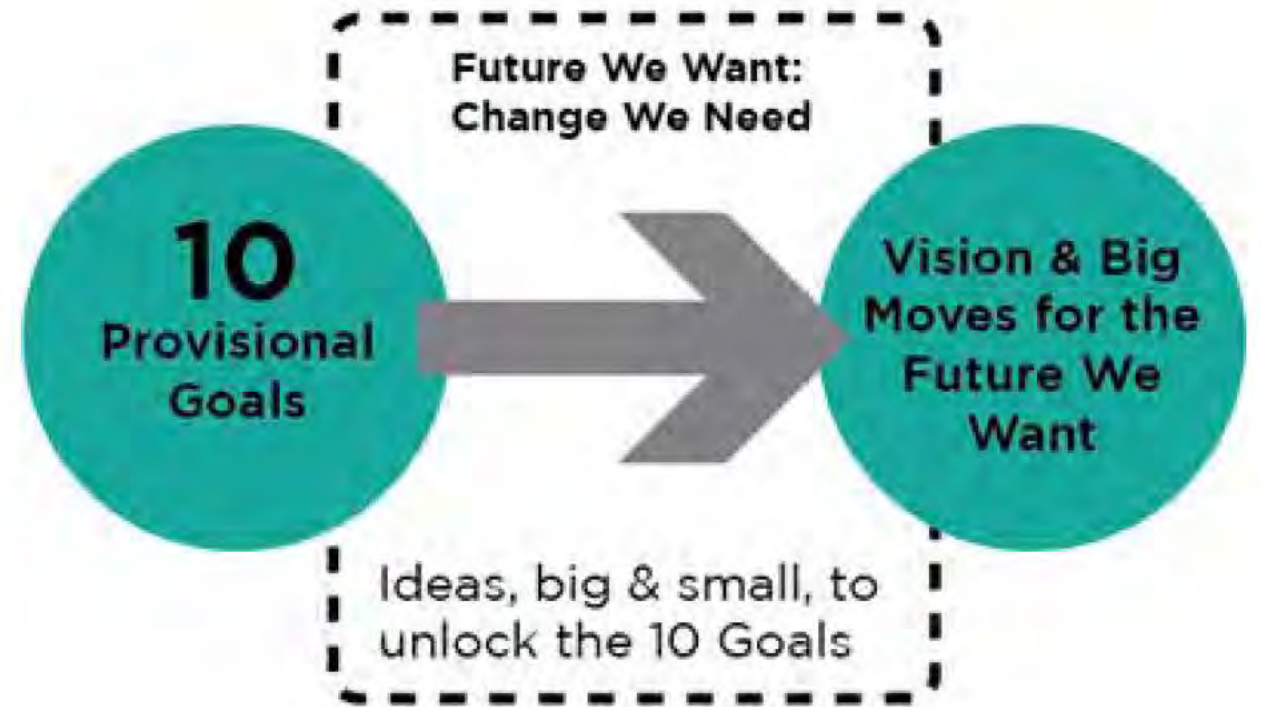 Future We Want:
Change We Need
10
Provisional
Goals
Vision & Big
Moves for the
Future We
Want
Ideas, big & small, to
unlock the 10 Goals